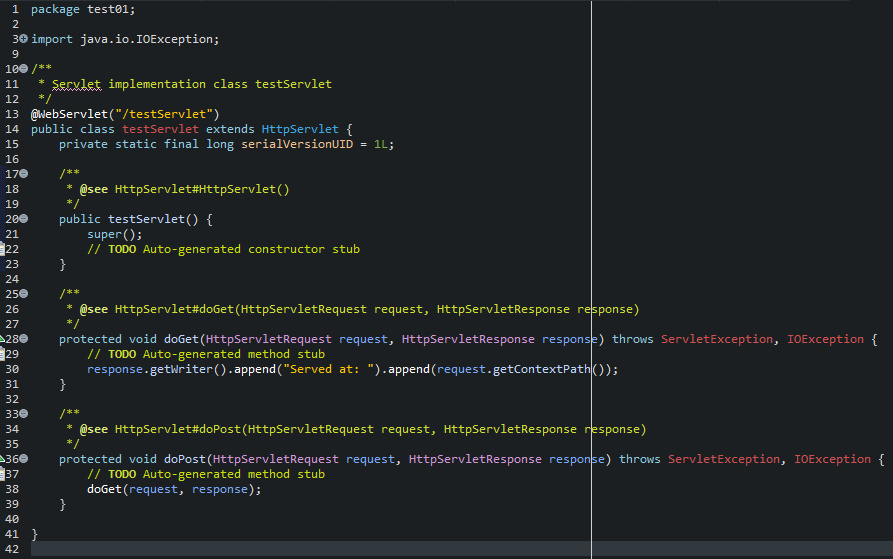 1 package test01;
2
3 import java.io.IOException;
9
10 /**
11  * Servlet implementation class testServlet
12  */
13 @WebServlet("/testServlet")
14 public class testServlet extends HttpServlet {
15     private static final long serialVersionUID = 1L;
16
17     /**
18      * @see HttpServlet#HttpServlet()
19      */
20     public testServlet() {
21         super();
22         // TODO Auto-generated constructor stub
23     }
24
25     /**
26      * @see HttpServlet#doGet(HttpServletRequest request, HttpServletResponse response)
27      */
28     protected void doGet(HttpServletRequest request, HttpServletResponse response) throws ServletException, IOException {
29         // TODO Auto-generated method stub
30         response.getWriter().append("Served at: ").append(request.getContextPath());
31     }
32
33     /**
34      * @see HttpServlet#doPost(HttpServletRequest request, HttpServletResponse response)
35      */
36     protected void doPost(HttpServletRequest request, HttpServletResponse response) throws ServletException, IOException {
37         // TODO Auto-generated method stub
38         doGet(request, response);
39     }
40
41 }
42